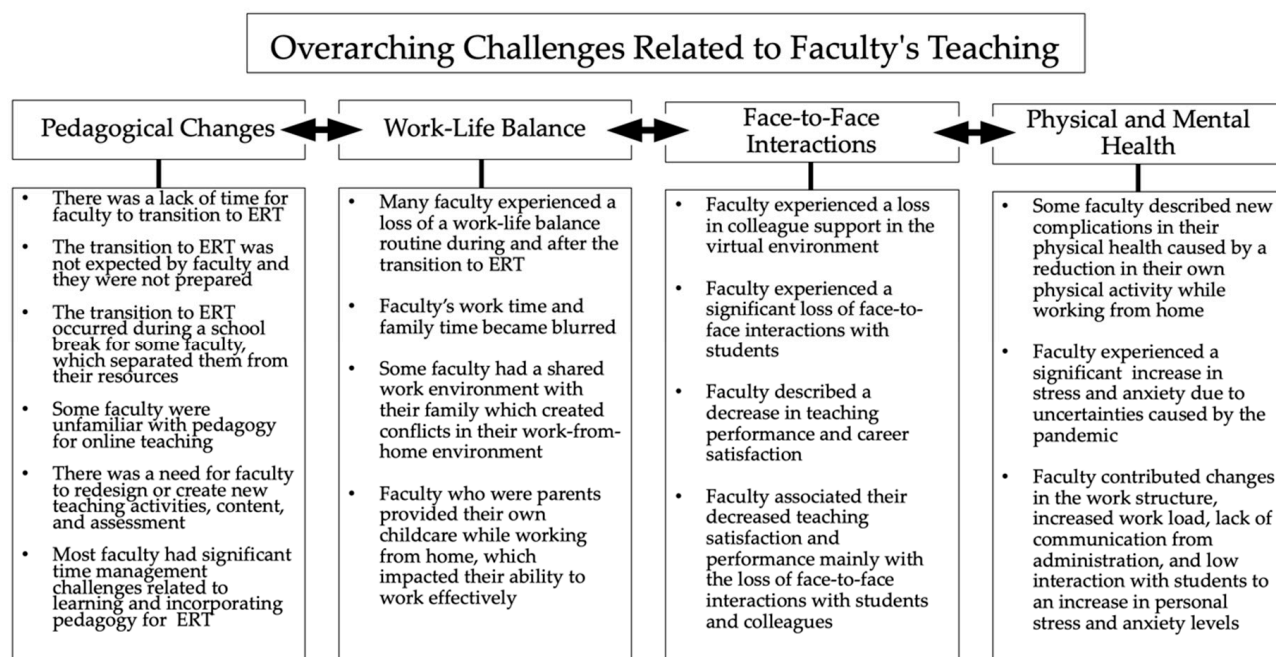 Overarching Challenges Related to Faculty's Teaching
Pedagogical Changes
• There was a lack of time for
faculty to transition to ERT
• The transition to ERT was
not expected by faculty and
they were not prepared
• The transition to ERT
occurred during a school
break for some faculty,
which separated them from
their resources
• Some faculty were
unfamiliar with pedagogy
for online teaching
• There was a need for faculty
to redesign or create new
teaching activities, content,
and assessment
• Most faculty had significant
time management
challenges related to
learning and incorporating
pedagogy for ERT
Work-Life Balance
• Many faculty experienced a
loss of a work-life balance
routine during and after the
transition to ERT
• Faculty's work time and
family time became blurred
• Some faculty had a shared
work environment with
their family which created
conflicts in their work-from-
home environment
• Faculty who were parents
provided their own
childcare while working
from home, which
impacted their ability to
work effectively
Face-to-Face
Interactions
• Faculty experienced a loss
in colleague support in the
virtual environment
• Faculty experienced a
significant loss of face-to-
face interactions with
students
• Faculty described a
decrease in teaching
performance and career
satisfaction
• Faculty associated their
decreased teaching
satisfaction and
performance mainly with
the loss of face-to-face
interactions with students
and colleagues
Physical and Mental
Health
• Some faculty described new
complications in their
physical health caused by a
reduction in their own
physical activity while
working from home
• Faculty experienced a
significant increase in
stress and anxiety due to
uncertainties caused by the
pandemic
• Faculty contributed changes
in the work structure,
increased work load, lack of
communication from
administration, and low
interaction with students to
an increase in personal
stress and anxiety levels